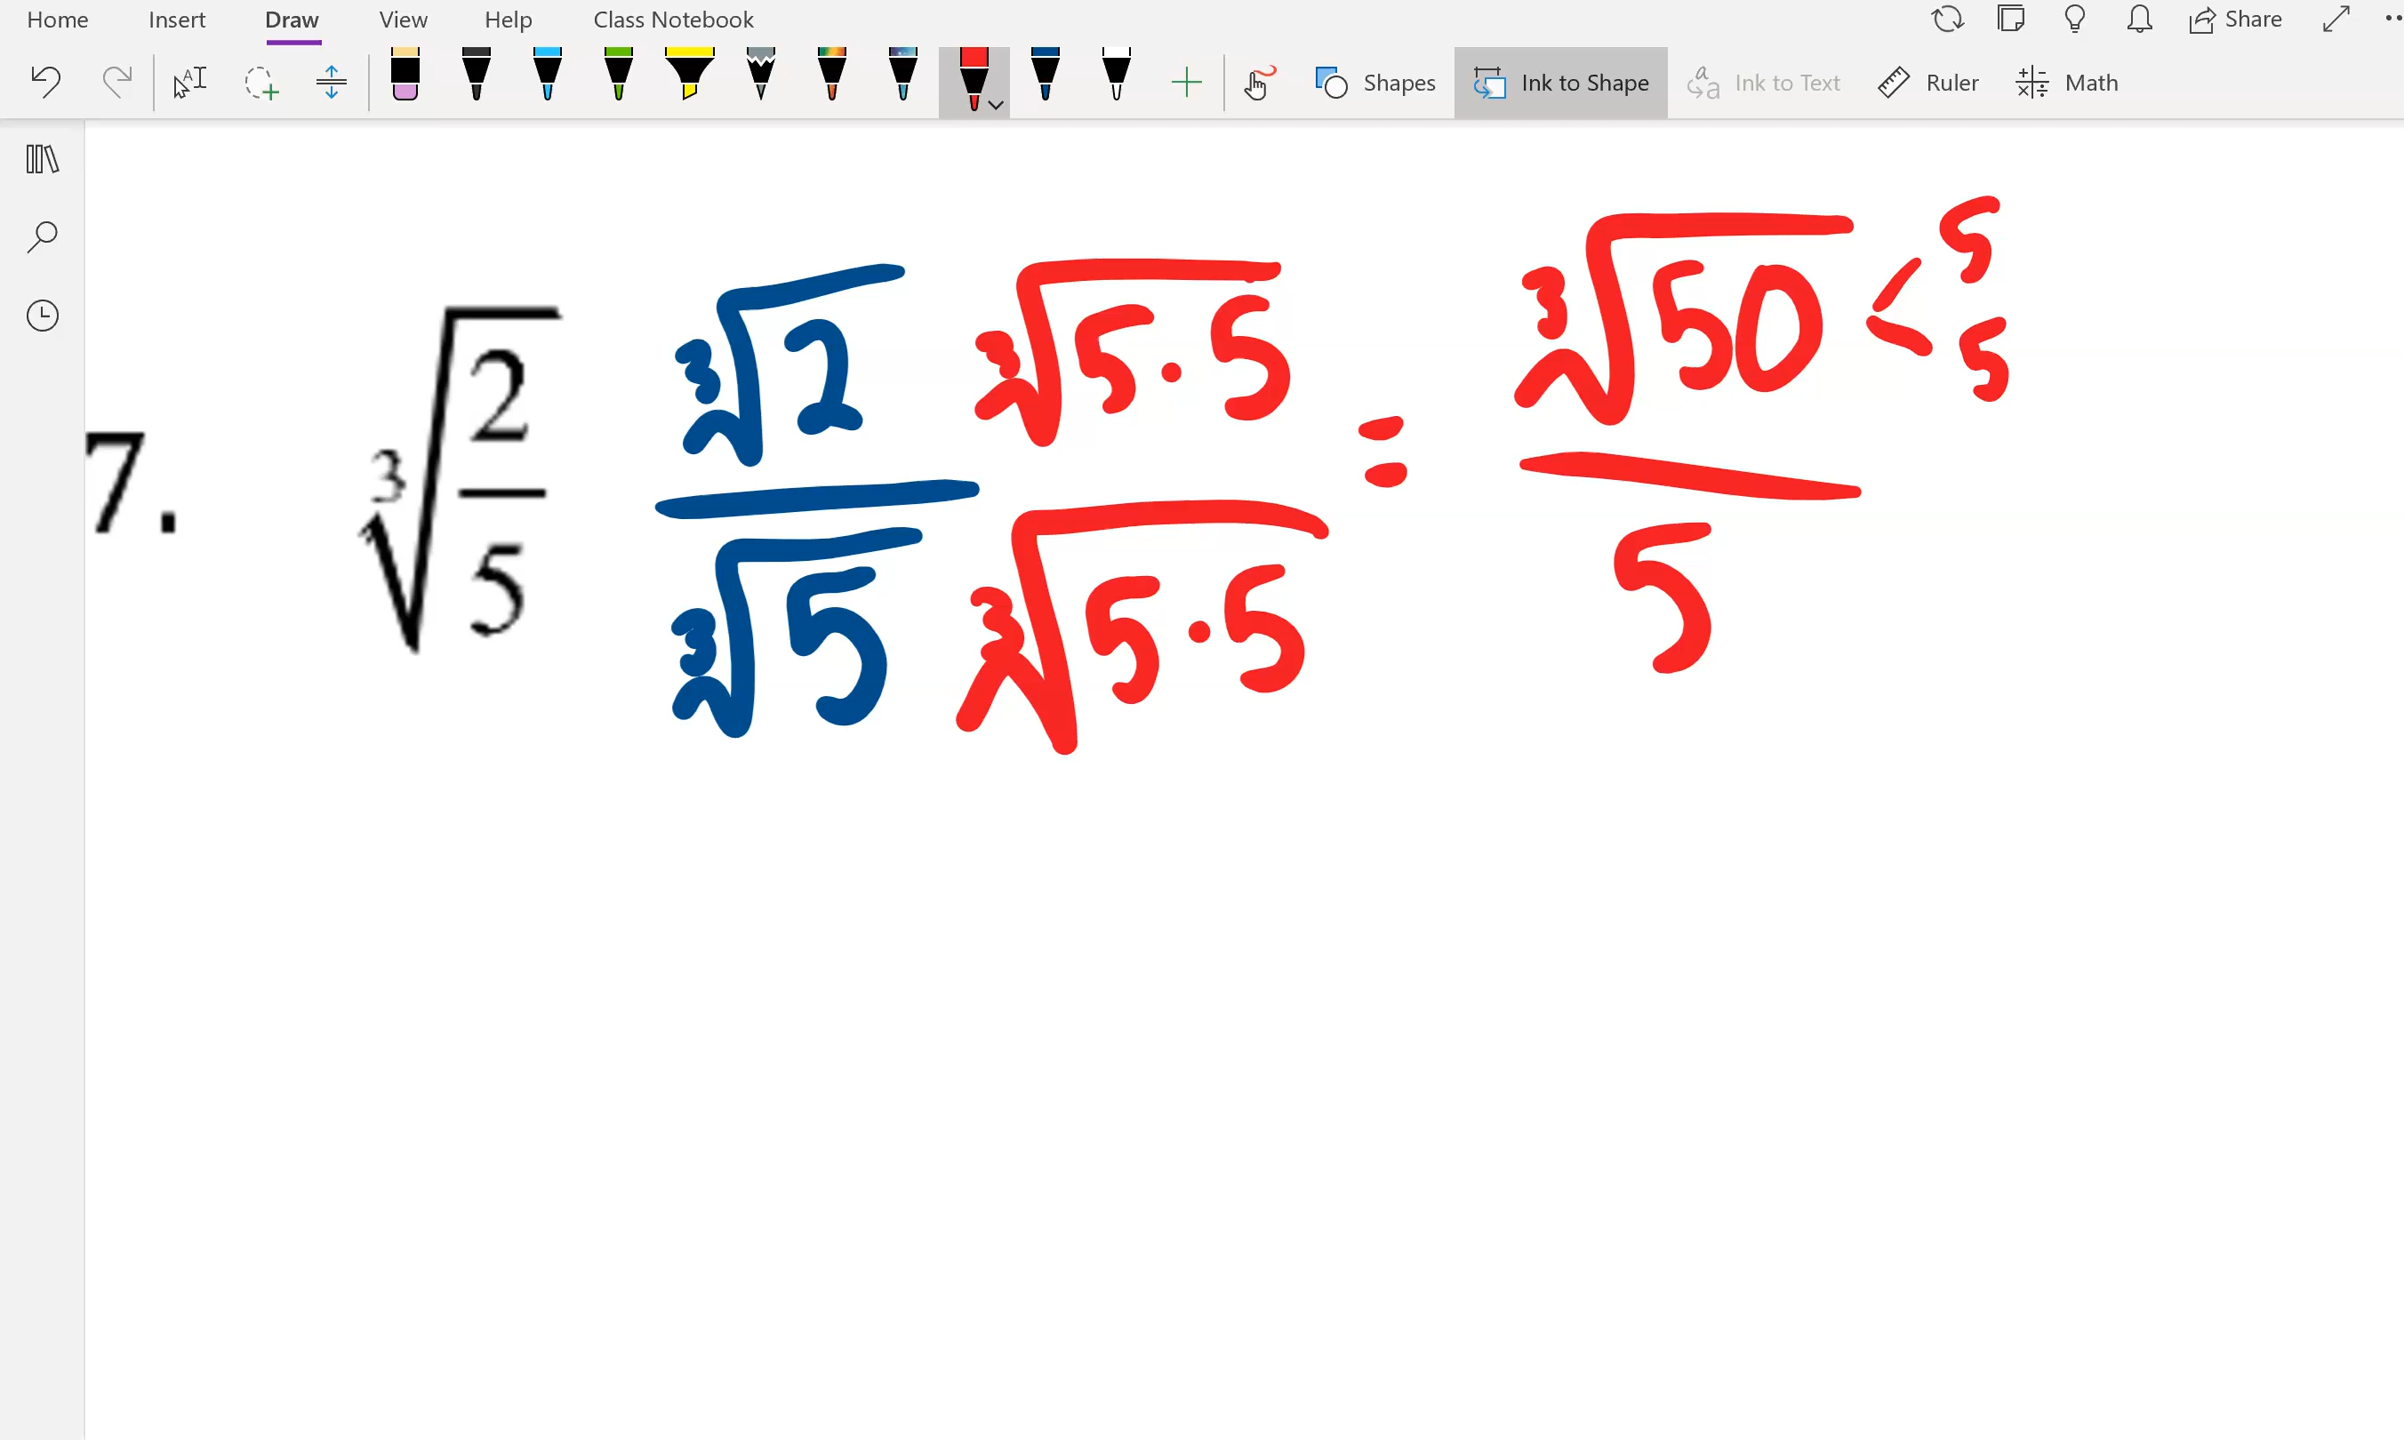 Home Insert Draw View Help Class Notebook Share
Shapes Ink to Shape Ink to Text Ruler Math
7. ∛(2/5) ∛2/∛5 ∛(5·5)/∛(5·5) = ∛50/5 < 5 5